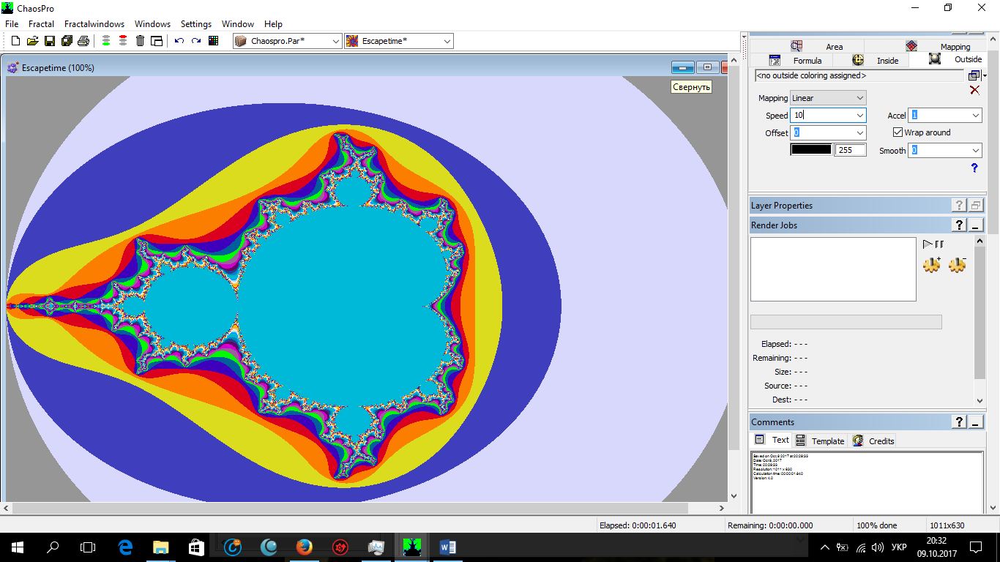 ChaosPro
File Fractal Fractalwindows Windows Settings Window Help
Chaospro.Par* Escapetime*
Escapetime (100%)
Свернуть
Area Mapping
Formula Inside Outside
<no outside coloring assigned>
Mapping Linear
Speed 10 Accel 1
Offset 0 Wrap around
255 Smooth 0
?
Layer Properties ?
Render Jobs ?
Elapsed: - - -
Remaining: - - -
Size: - - -
Source: - - -
Dest: - - -
Comments ?
Text Template Credits
Saved on Oct.9 2017 at 20:29:33
Date: Oct 9, 2017
Time: 20:29:33
Resolution: 1011 x 630
Calculation time: 00:00:01.640
Version: 4.0
Elapsed: 0:00:01.640 Remaining: 0:00:00.000 100% done 1011x630
УКР
20:32
09.10.2017